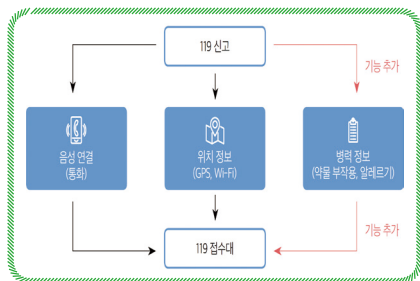 119 신고
기능 추가
음성 연결
(통화)
위치 정보
(GPS, Wi-Fi)
병력 정보
(약물 부작용, 알레르기)
기능 추가
119 접수대